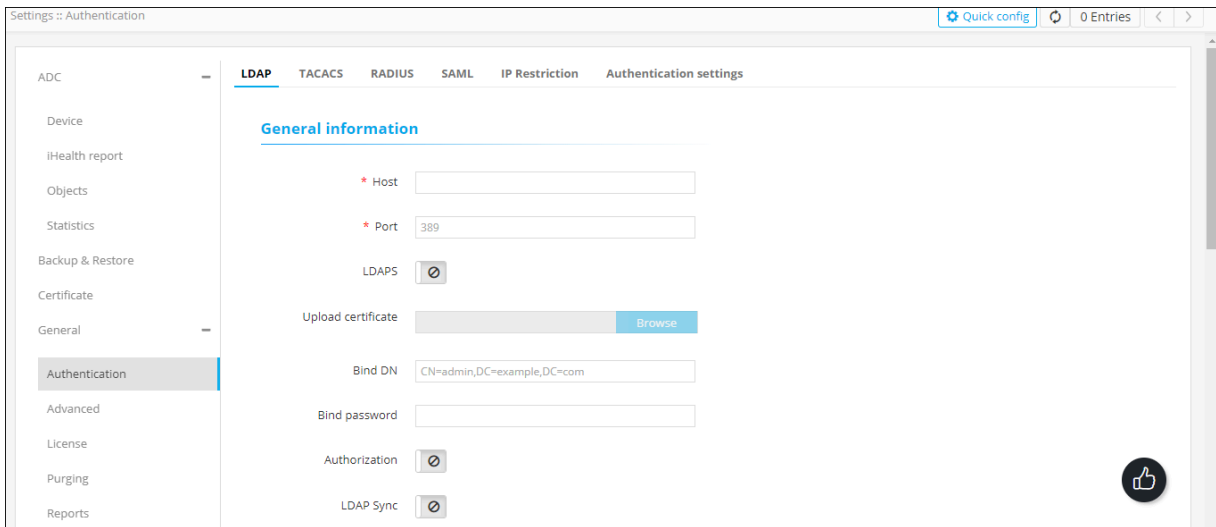 Settings :: Authentication
Quick config
0 Entries
ADC
Device
iHealth report
Objects
Statistics
Backup & Restore
Certificate
General
Authentication
Advanced
License
Purging
Reports
LDAP TACACS RADIUS SAML IP Restriction Authentication settings
General information
* Host
* Port 389
LDAPS
Upload certificate Browse
Bind DN CN=admin,DC=example,DC=com
Bind password
Authorization
LDAP Sync